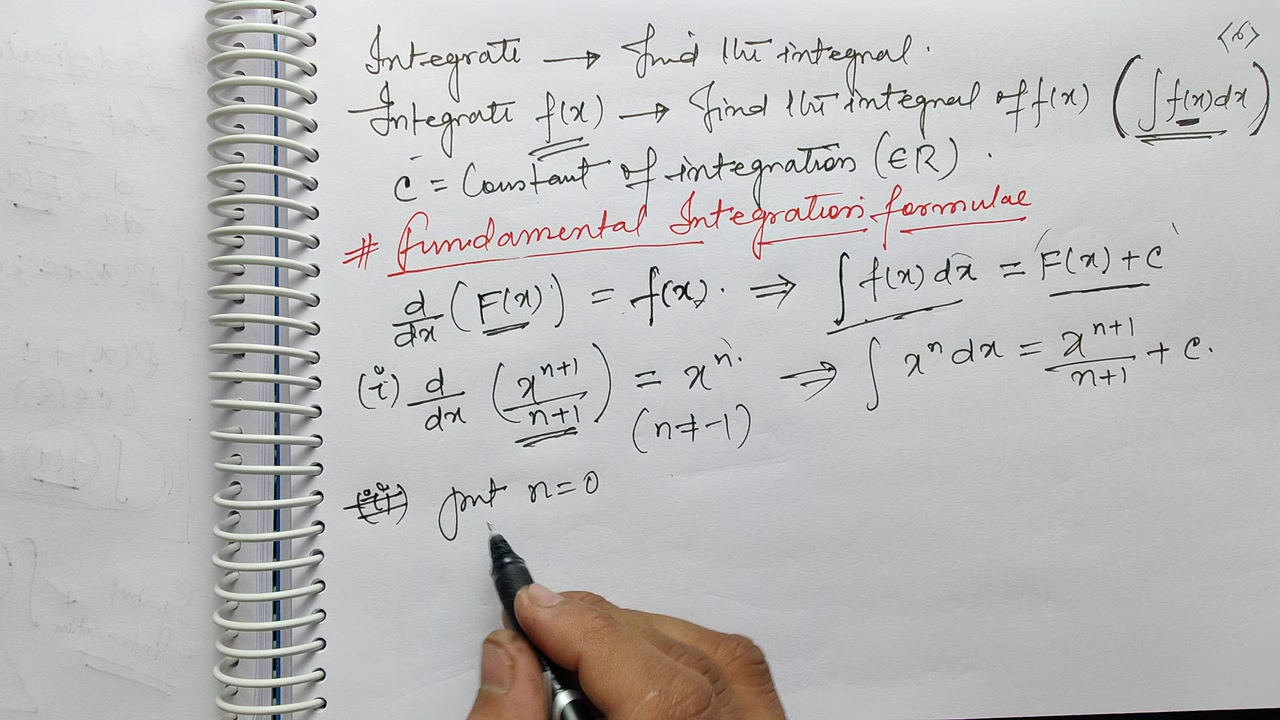 <6>
Integrate → find the integral.
Integrate f(x) → find the integral of f(x) (∫f(x)dx)
c = Constant of integration (∈R).
# fundamental Integration formulae
d/dx (F(x)) = f(x). ⇒ ∫ f(x) dx = F(x) + c
(i) d/dx (x^(n+1)/(n+1)) = x^n. ⇒ ∫ x^n dx = x^(n+1)/(n+1) + c.
(n≠-1)
(ii) put n=0